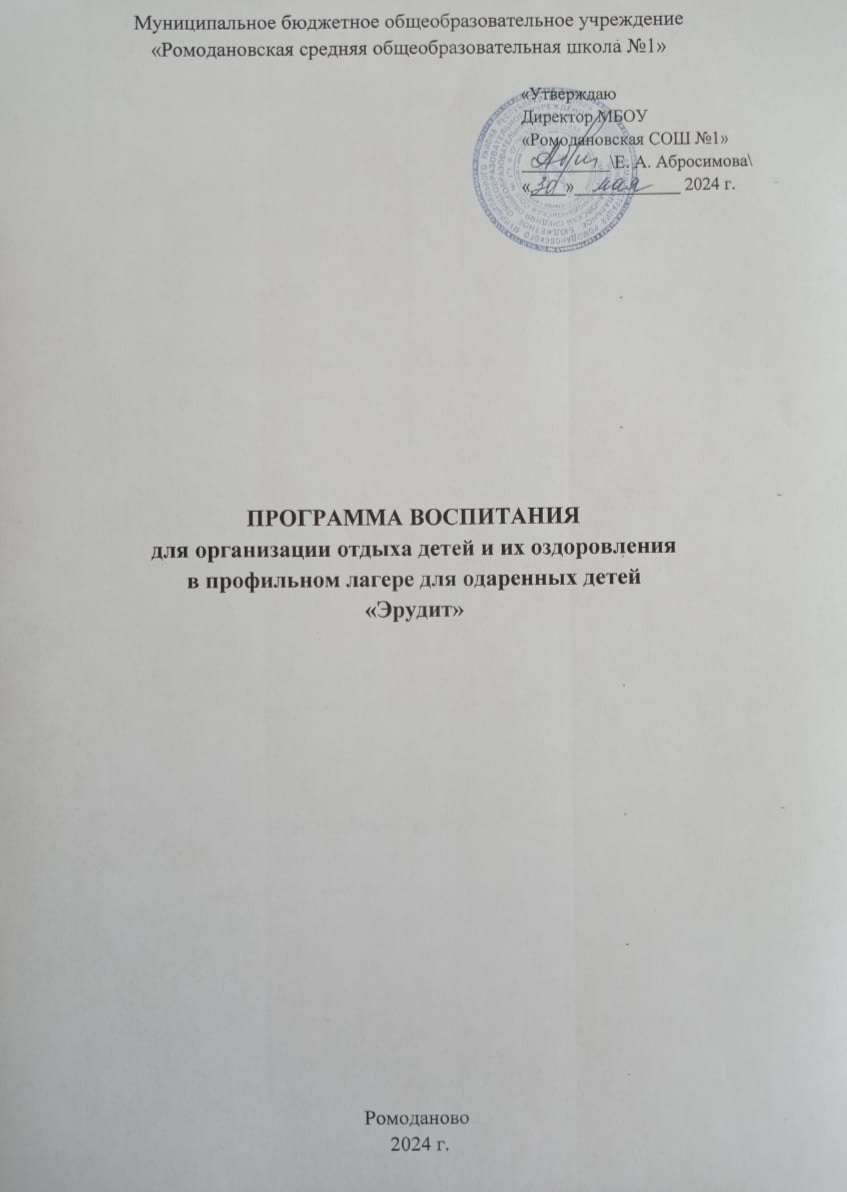 Муниципальное бюджетное общеобразовательное учреждение
«Ромодановская средняя общеобразовательная школа №1»
«Утверждаю
Директор МБОУ
«Ромодановская СОШ №1»
\Е. А. Абросимова\
«30» мая 2024 г.
ПРОГРАММА ВОСПИТАНИЯ
для организации отдыха детей и их оздоровления
в профильном лагере для одаренных детей
«Эрудит»
Ромоданово
2024 г.